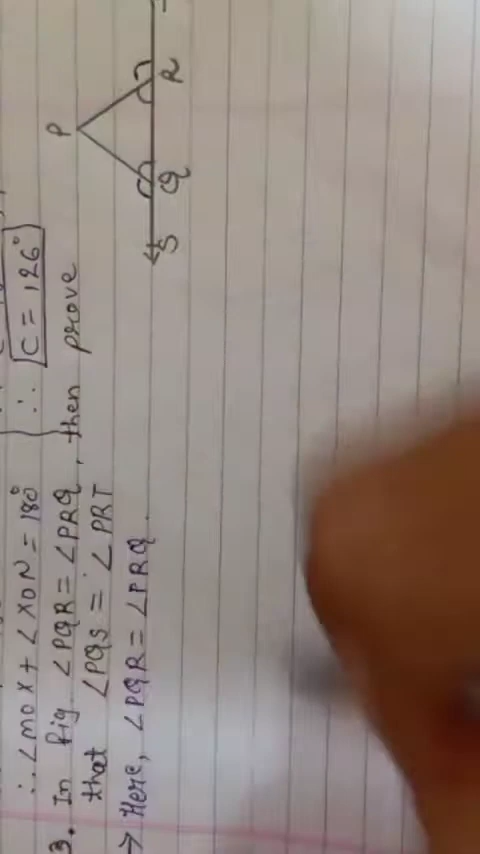 ∴ ∠MOX + ∠XON = 180°
∴ C = 126°
3. In fig. ∠PQR = ∠PRQ, then prove
that ∠PQS = ∠PRT
→ Here, ∠PQR = ∠PRQ.
P
S Q R